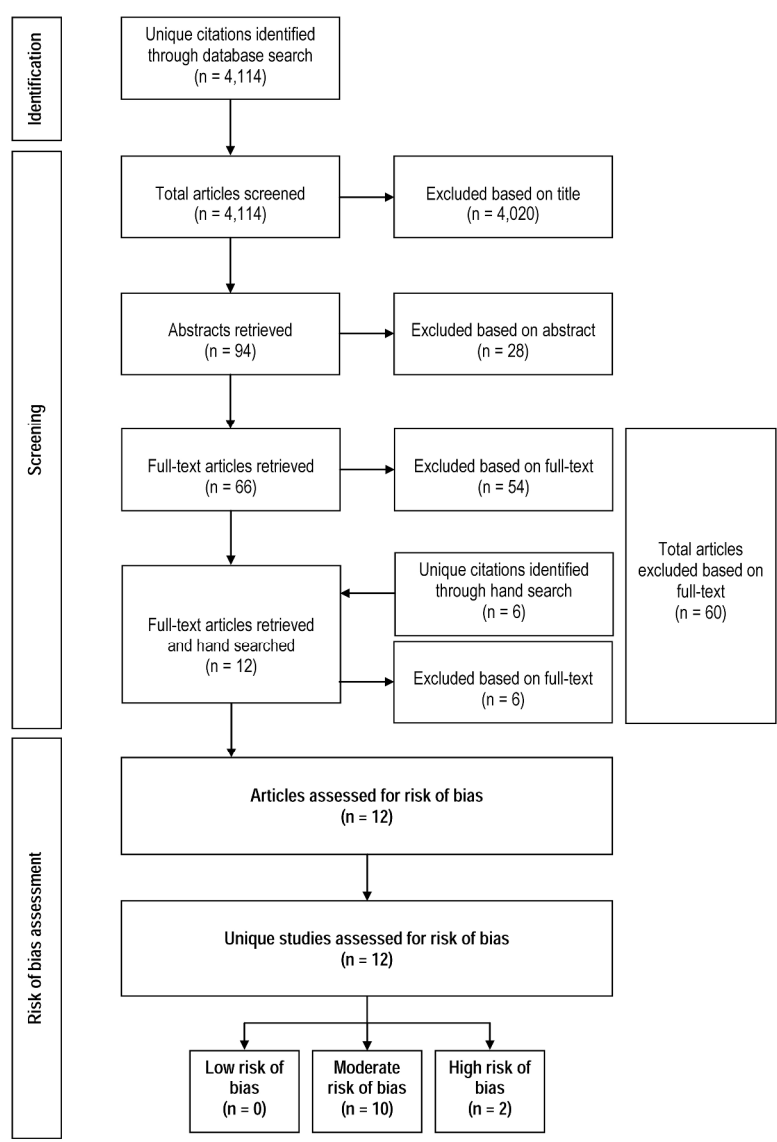 Identification
Unique citations identified
through database search
(n = 4,114)
Screening
Total articles screened
(n = 4,114)
Excluded based on title
(n = 4,020)
Abstracts retrieved
(n = 94)
Excluded based on abstract
(n = 28)
Full-text articles retrieved
(n = 66)
Excluded based on full-text
(n = 54)
Total articles
excluded based on
full-text
(n = 60)
Unique citations identified
through hand search
(n = 6)
Full-text articles retrieved
and hand searched
(n = 12)
Excluded based on full-text
(n = 6)
Risk of bias assessment
Articles assessed for risk of bias
(n = 12)
Unique studies assessed for risk of bias
(n = 12)
Low risk of
bias
(n = 0)
Moderate
risk of bias
(n = 10)
High risk of
bias
(n = 2)